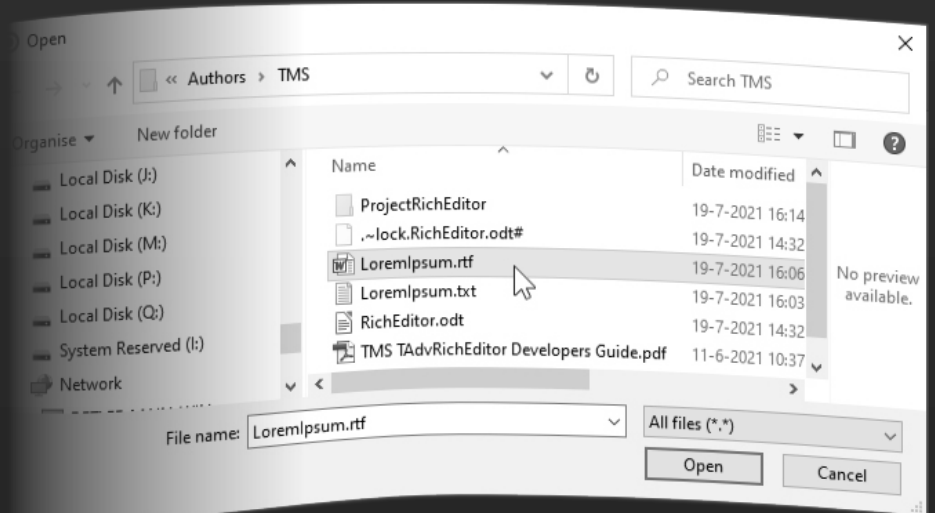 Open
« Authors > TMS
Search TMS
Organise
New folder
Name
Date modified
Local Disk (J:)
Local Disk (K:)
Local Disk (M:)
Local Disk (P:)
Local Disk (Q:)
System Reserved (I:)
Network
ProjectRichEditor 19-7-2021 16:14
.~lock.RichEditor.odt# 19-7-2021 14:32
LoremIpsum.rtf 19-7-2021 16:06
LoremIpsum.txt 19-7-2021 16:03
RichEditor.odt 19-7-2021 14:32
TMS TAdvRichEditor Developers Guide.pdf 11-6-2021 10:37
No preview
available.
File name: LoremIpsum.rtf
All files (*.*)
Open
Cancel